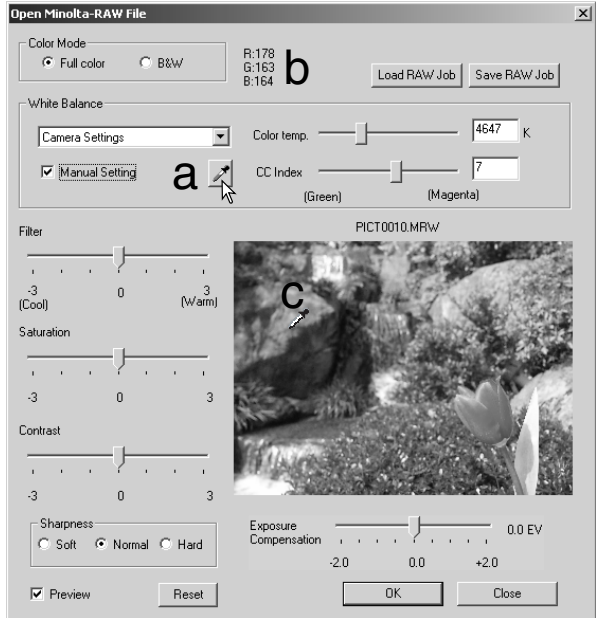 Open Minolta-RAW File
Color Mode
Full color B&W
R:178
G:163
B:164
b
Load RAW Job Save RAW Job
White Balance
Camera Settings
Color temp. 4647 K
Manual Setting
a
CC Index 7
(Green) (Magenta)
Filter
-3 0 3
(Cool) (Warm)
Saturation
-3 0 3
Contrast
-3 0 3
Sharpness
Soft Normal Hard
Preview Reset
PICT0010.MRW
c
Exposure
Compensation
0.0 EV
-2.0 0.0 +2.0
OK Close